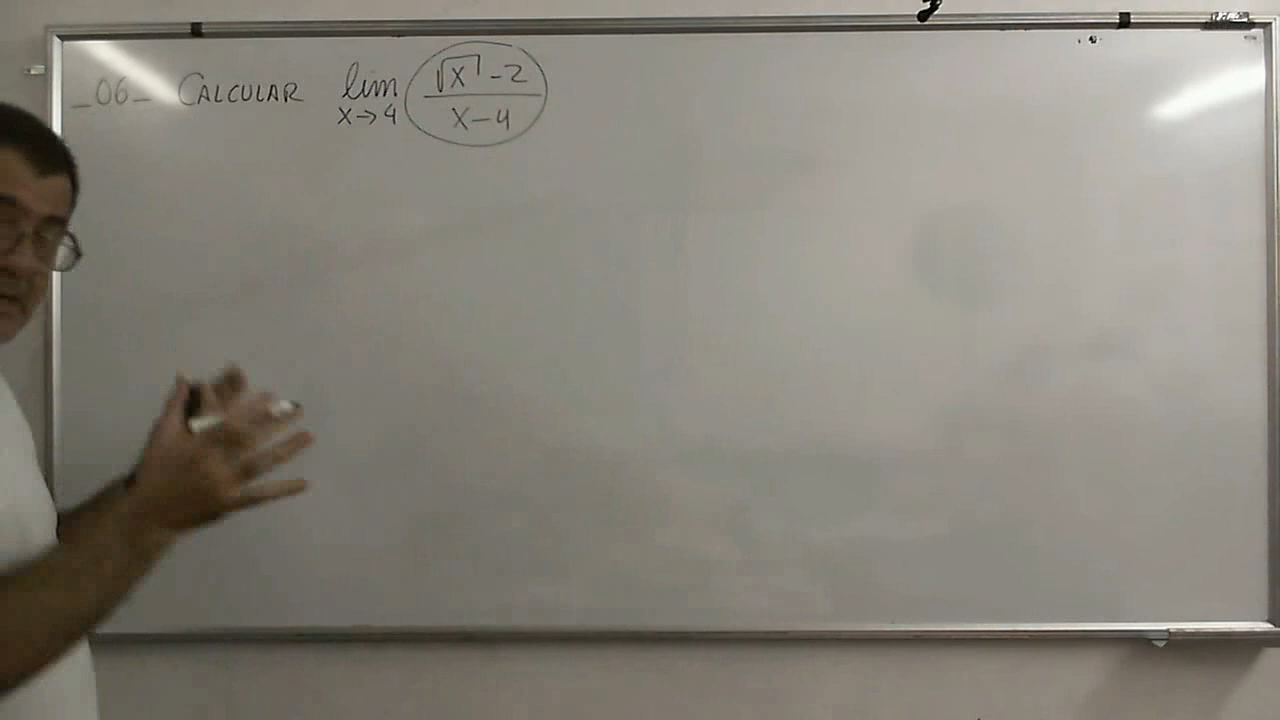 _06_ CALCULAR lim x→4 √x - 2 / x - 4